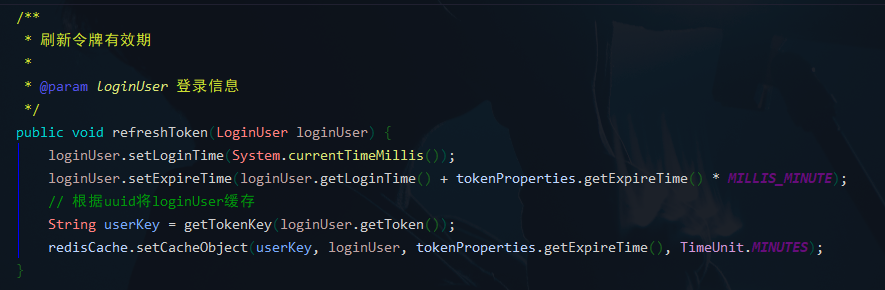 /**
 * 刷新令牌有效期
 *
 * @param loginUser 登录信息
 */
public void refreshToken(LoginUser loginUser) {
    loginUser.setLoginTime(System.currentTimeMillis());
    loginUser.setExpireTime(loginUser.getLoginTime() + tokenProperties.getExpireTime() * MILLIS_MINUTE);
    // 根据uuid将loginUser缓存
    String userKey = getTokenKey(loginUser.getToken());
    redisCache.setCacheObject(userKey, loginUser, tokenProperties.getExpireTime(), TimeUnit.MINUTES);
}